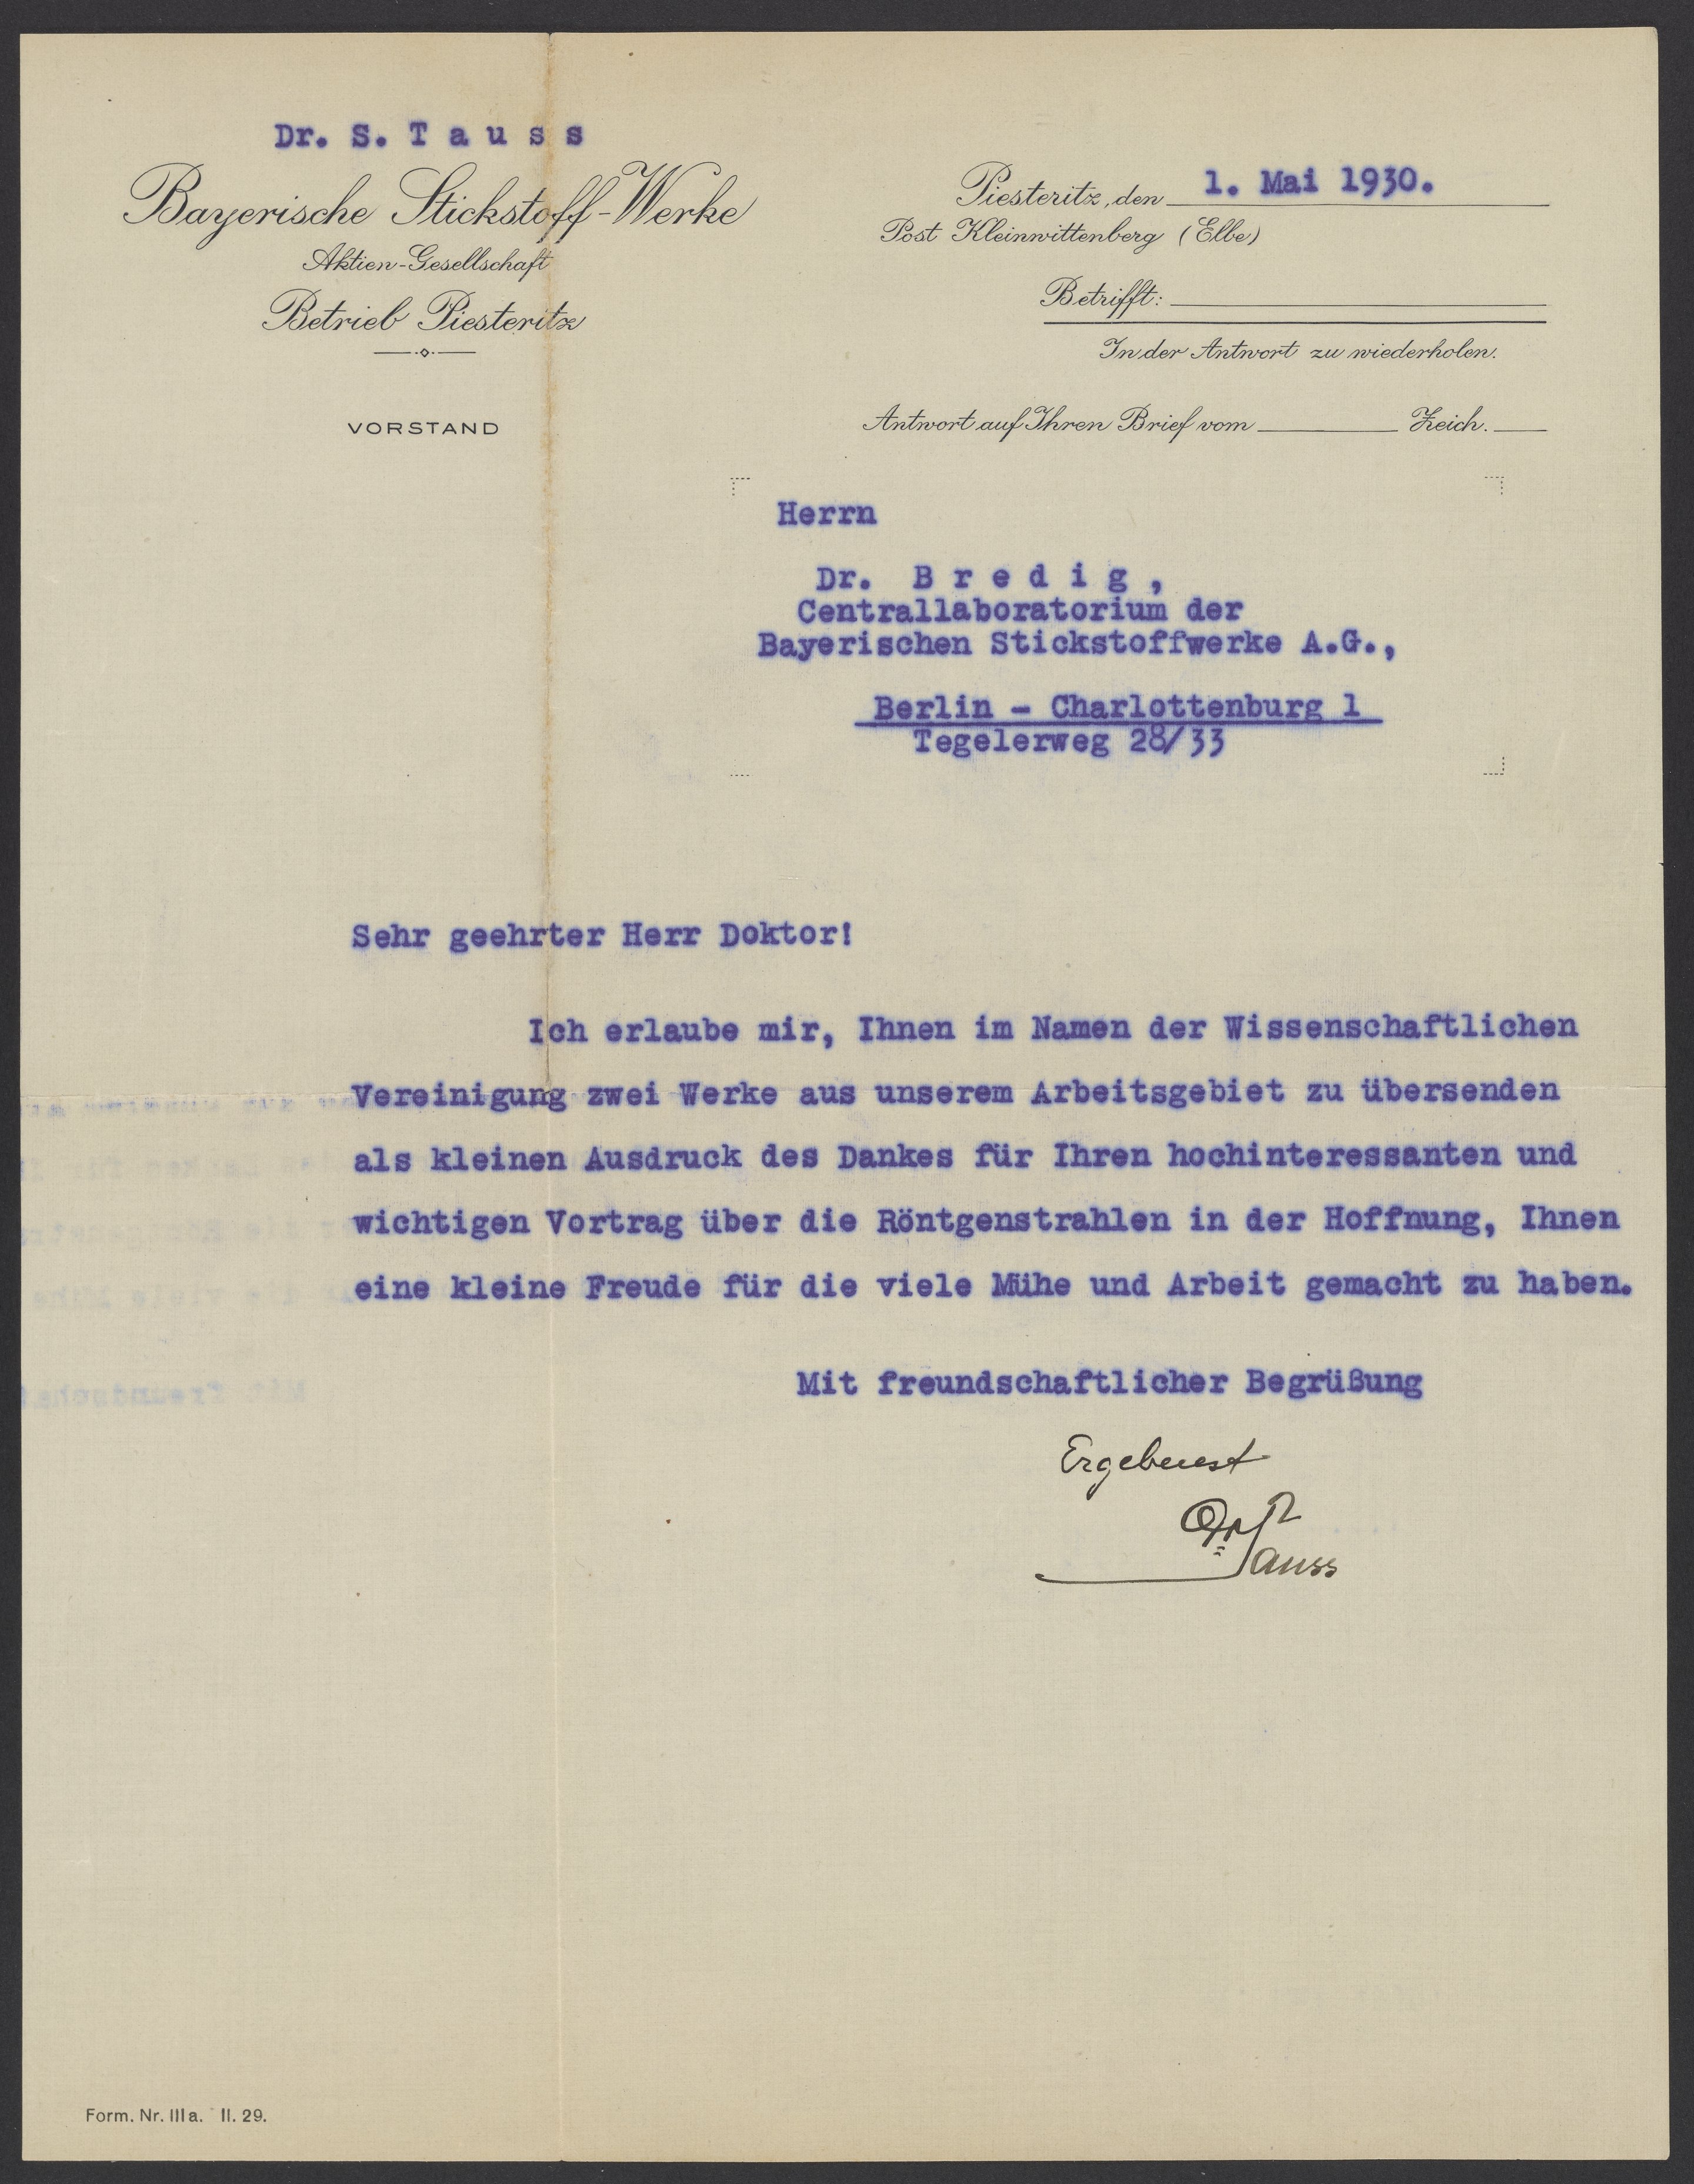 Dr. S. T a u s s
Bayerische Stickstoff-Werke
Aktien-Gesellschaft
Betrieb Piesteritz
VORSTAND
Piesteritz, den 1. Mai 1930.
Post Kleinwittenberg (Elbe)
Betrifft:
In der Antwort zu wiederholen.
Antwort auf Ihren Brief vom Zeich.
Herrn
Dr. B r e d i g ,
Centrallaboratorium der
Bayerischen Stickstoffwerke A.G.,
Berlin - Charlottenburg 1
Tegelerweg 28/33
Sehr geehrter Herr Doktor!
Ich erlaube mir, Ihnen im Namen der Wissenschaftlichen
Vereinigung zwei Werke aus unserem Arbeitsgebiet zu übersenden
als kleinen Ausdruck des Dankes für Ihren hochinteressanten und
wichtigen Vortrag über die Röntgenstrahlen in der Hoffnung, Ihnen
eine kleine Freude für die viele Mühe und Arbeit gemacht zu haben.
Mit freundschaftlicher Begrüßung
Ergebenst
Tauss
Form. Nr. IIIa. II. 29.